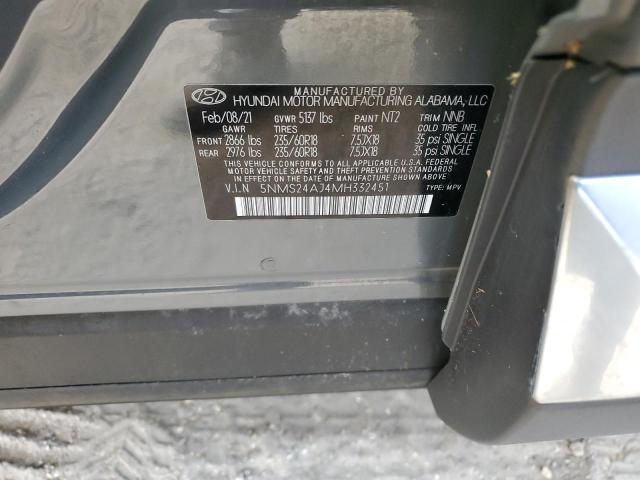 MANUFACTURED BY
HYUNDAI MOTOR MANUFACTURING ALABAMA, LLC
Feb/08/21 GVWR 5137 lbs PAINT NT2 TRIM NNB
GAWR TIRES RIMS COLD TIRE INFL
FRONT 2866 lbs 235/60R18 7.5JX18 35 psi SINGLE
REAR 2976 lbs 235/60R18 7.5JX18 35 psi SINGLE
THIS VEHICLE CONFORMS TO ALL APPLICABLE U.S.A. FEDERAL
MOTOR VEHICLE SAFETY AND THEFT PREVENTION STANDARDS
IN EFFECT ON THE DATE OF MANUFACTURE SHOWN ABOVE.
V.I.N 5NMS24AJ4MH332451 TYPE: MPV